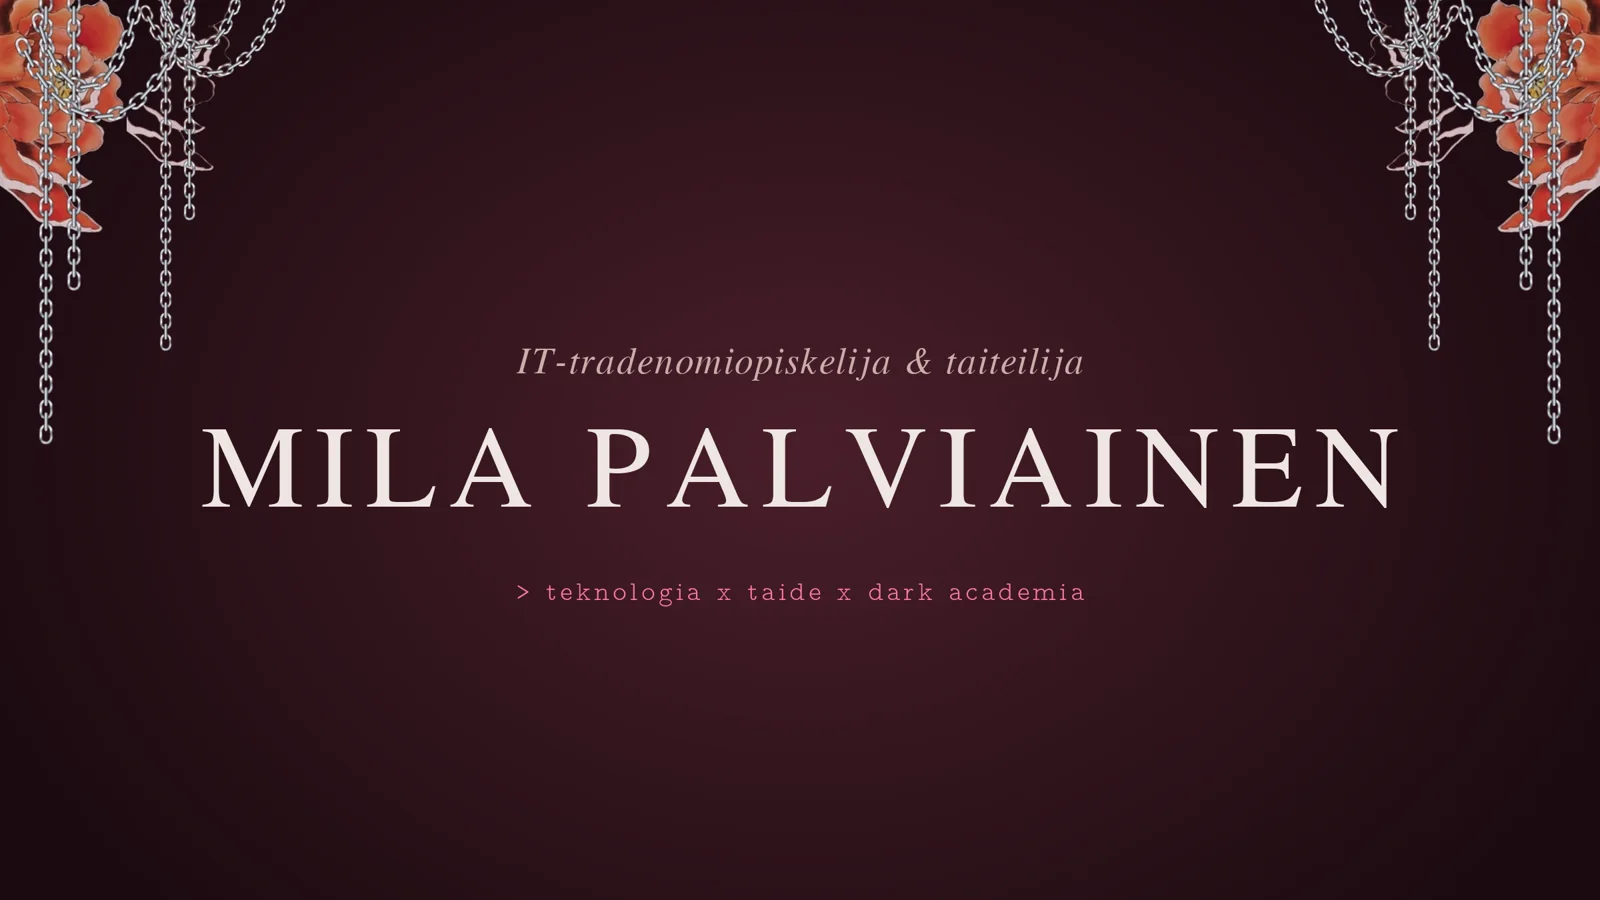 IT-tradenomiopiskelija & taiteilija
MILA PALVIAINEN
> teknologia x taide x dark academia